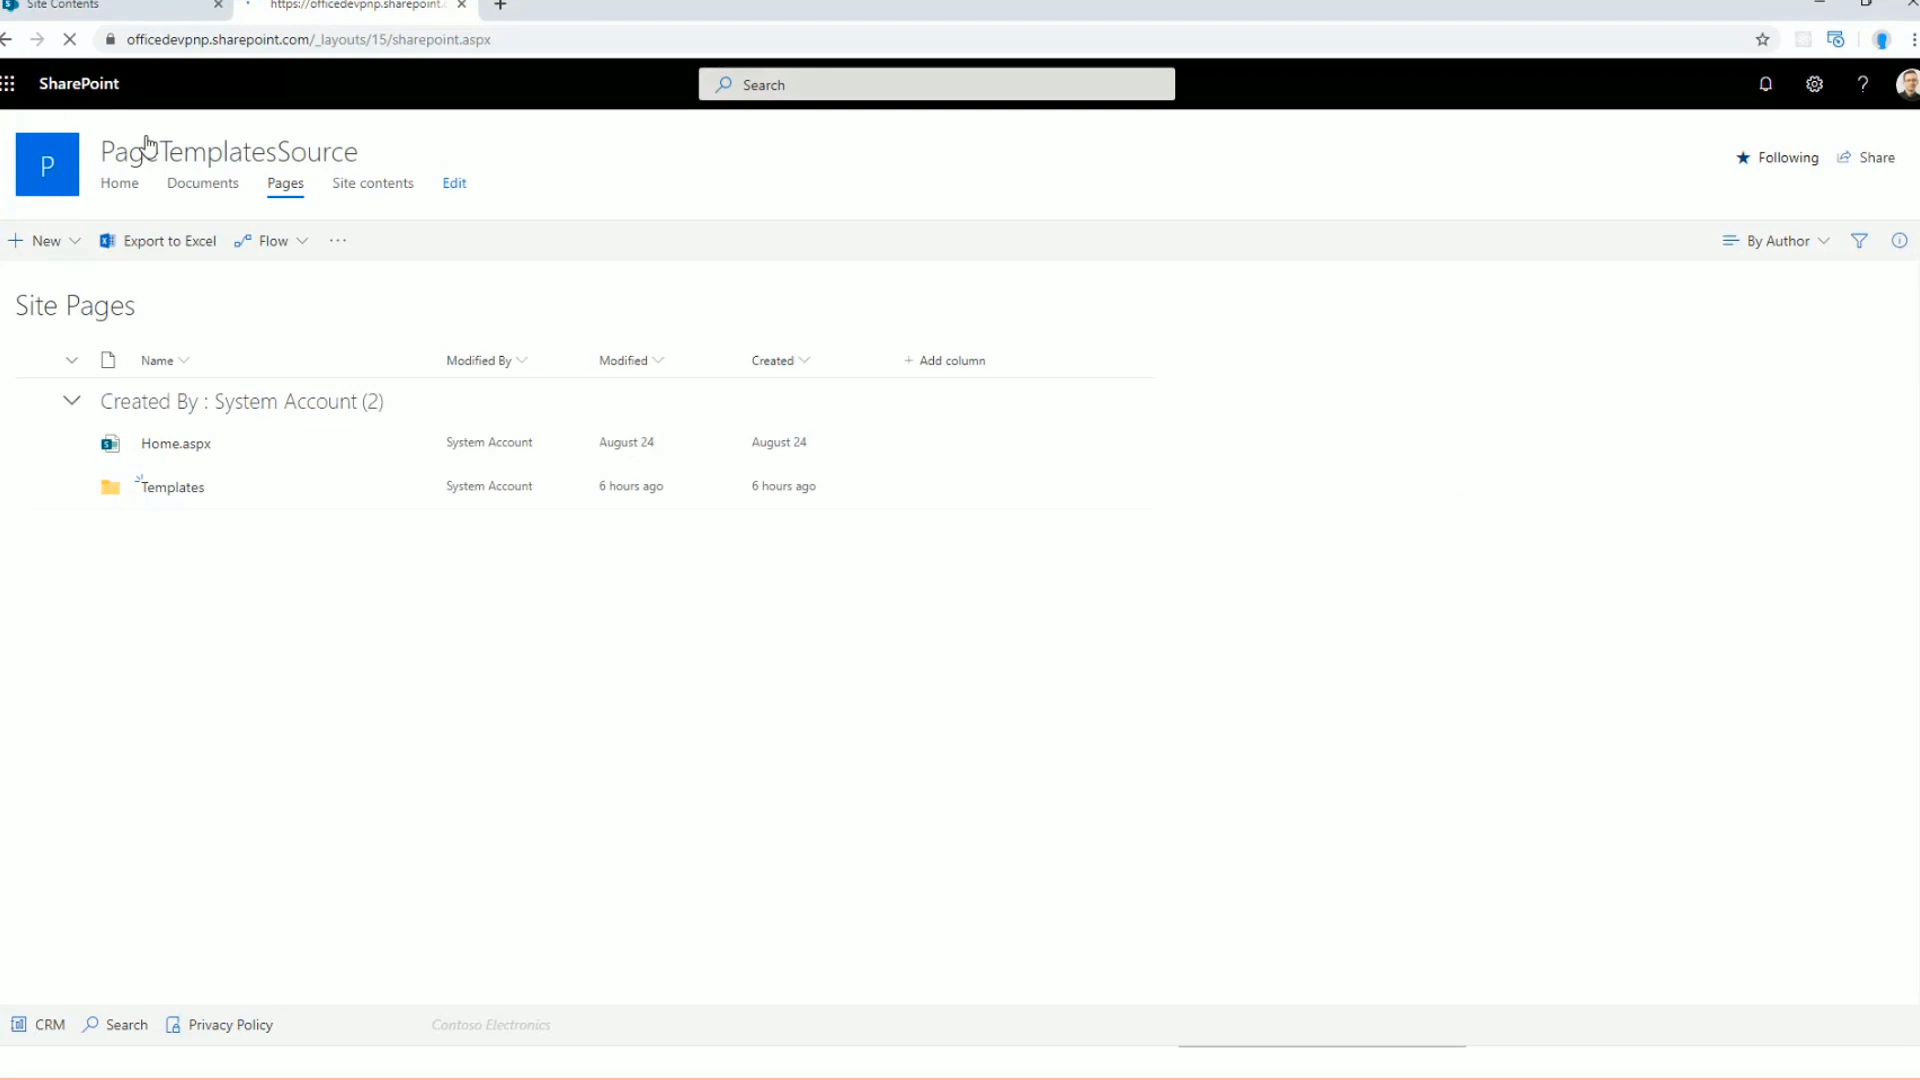 Site Contents
https://officedevpnp.sharepoint.c
officedevpnp.sharepoint.com/_layouts/15/sharepoint.aspx
SharePoint
Search
P
PageTemplatesSource
Following
Share
Home
Documents
Pages
Site contents
Edit
New
Export to Excel
Flow
By Author
Site Pages
Name
Modified By
Modified
Created
+ Add column
Created By : System Account (2)
Home.aspx
System Account
August 24
August 24
Templates
System Account
6 hours ago
6 hours ago
CRM
Search
Privacy Policy
Contoso Electronics